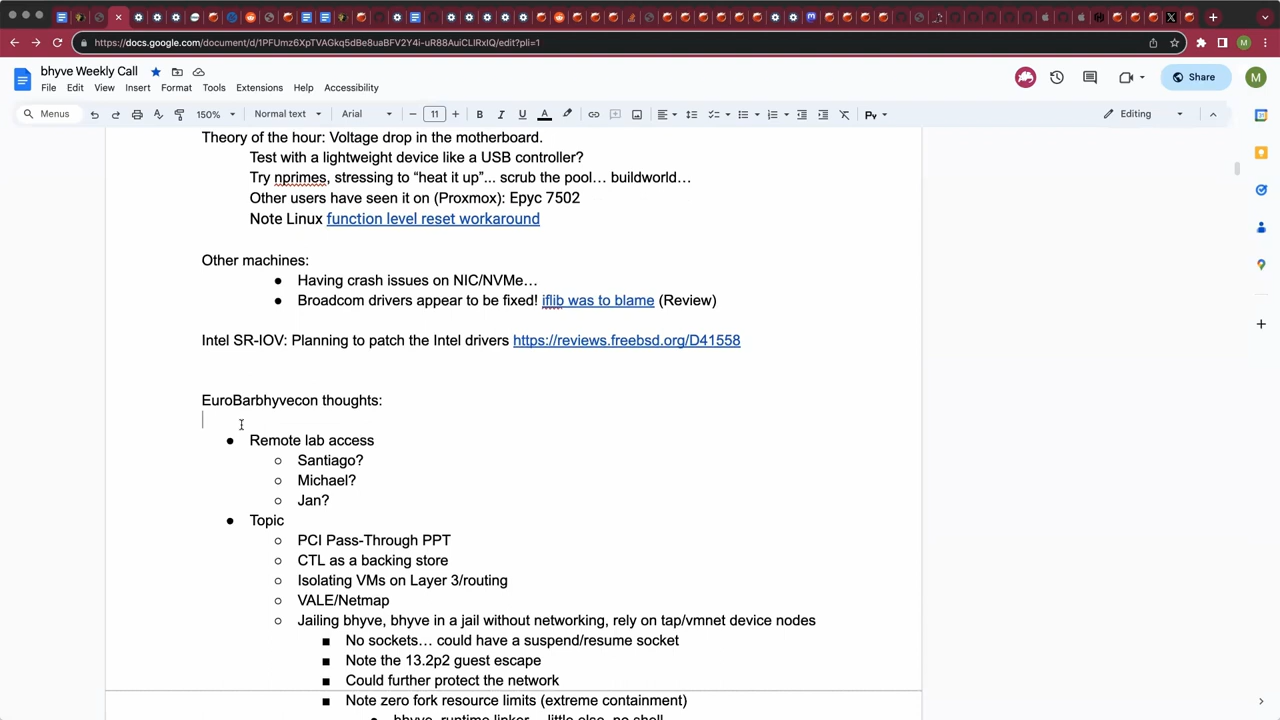 https://docs.google.com/document/d/1PFUmz6XpTVAGkq5dBe8uaBFV2Y4i-uR88AuiCLIRxIQ/edit?pli=1
M
bhyve Weekly Call
File Edit View Insert Format Tools Extensions Help Accessibility
Share
M
Menus
150%
Normal text
Arial
11
B I U A
Editing
Theory of the hour: Voltage drop in the motherboard.
Test with a lightweight device like a USB controller?
Try nprimes, stressing to “heat it up”... scrub the pool… buildworld…
Other users have seen it on (Proxmox): Epyc 7502
Note Linux function level reset workaround
Other machines:
● Having crash issues on NIC/NVMe…
● Broadcom drivers appear to be fixed! iflib was to blame (Review)
Intel SR-IOV: Planning to patch the Intel drivers https://reviews.freebsd.org/D41558
EuroBarbhyvecon thoughts:
● Remote lab access
○ Santiago?
○ Michael?
○ Jan?
● Topic
○ PCI Pass-Through PPT
○ CTL as a backing store
○ Isolating VMs on Layer 3/routing
○ VALE/Netmap
○ Jailing bhyve, bhyve in a jail without networking, rely on tap/vmnet device nodes
■ No sockets… could have a suspend/resume socket
■ Note the 13.2p2 guest escape
■ Could further protect the network
■ Note zero fork resource limits (extreme containment)
● bhyve, runtime linker… little else, no shell